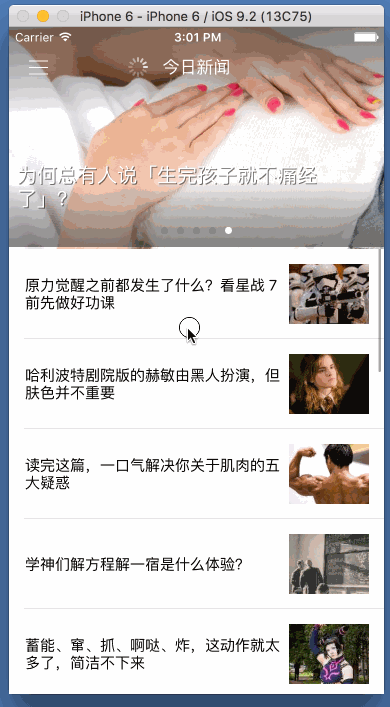 iPhone 6 - iPhone 6 / iOS 9.2 (13C75)
Carrier 3:01 PM
今日新闻
为何总有人说「生完孩子就不痛经
了」？
原力觉醒之前都发生了什么？看星战 7
前先做好功课
哈利波特剧院版的赫敏由黑人扮演，但
肤色并不重要
读完这篇，一口气解决你关于肌肉的五
大疑惑
学神们解方程解一宿是什么体验？
蓄能、窜、抓、啊哒、炸，这动作就太
多了，简洁不下来